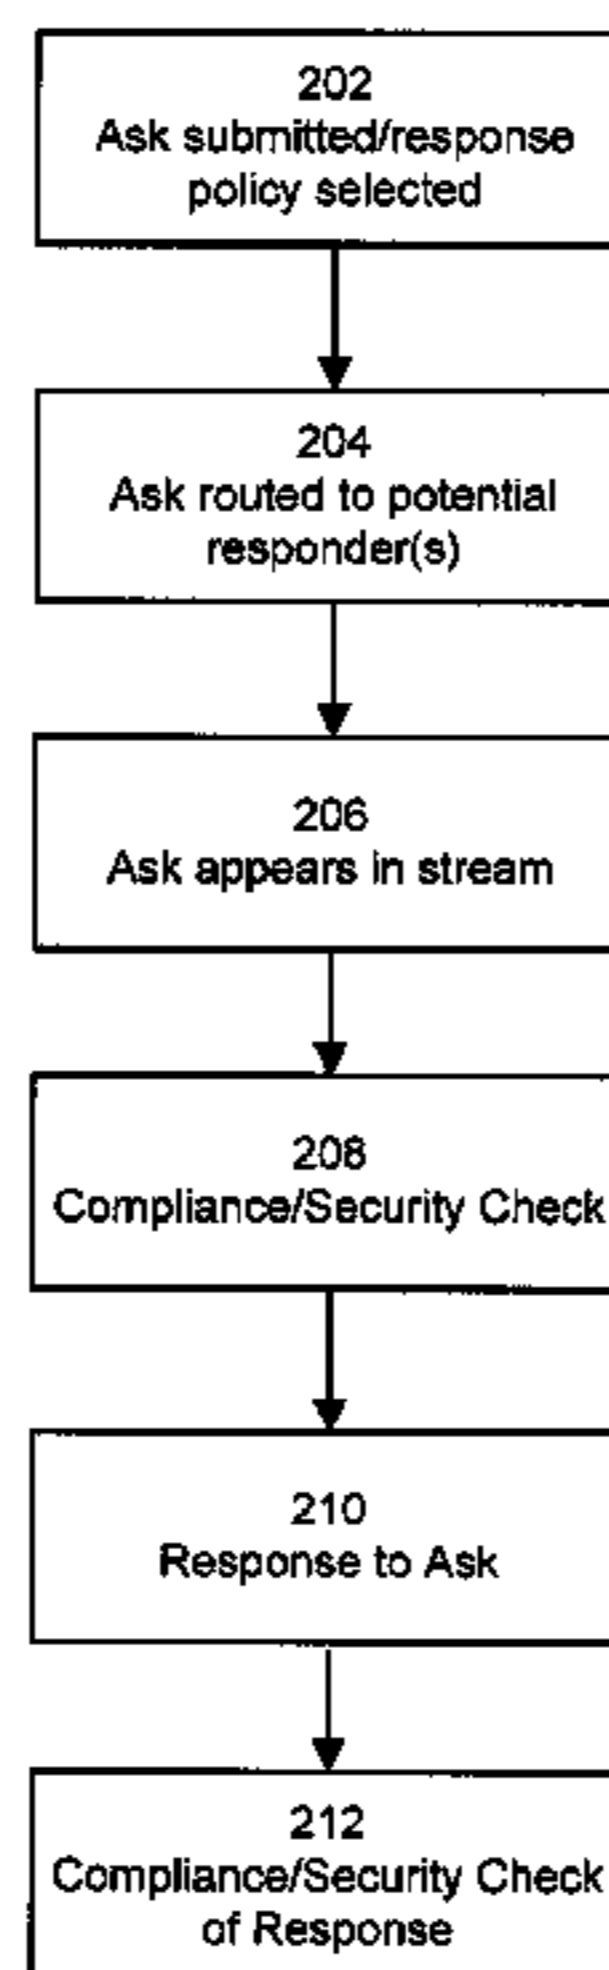 202
Ask submitted/response
policy selected
204
Ask routed to potential
responder(s)
206
Ask appears in stream
208
Compliance/Security Check
210
Response to Ask
212
Compliance/Security Check
of Response